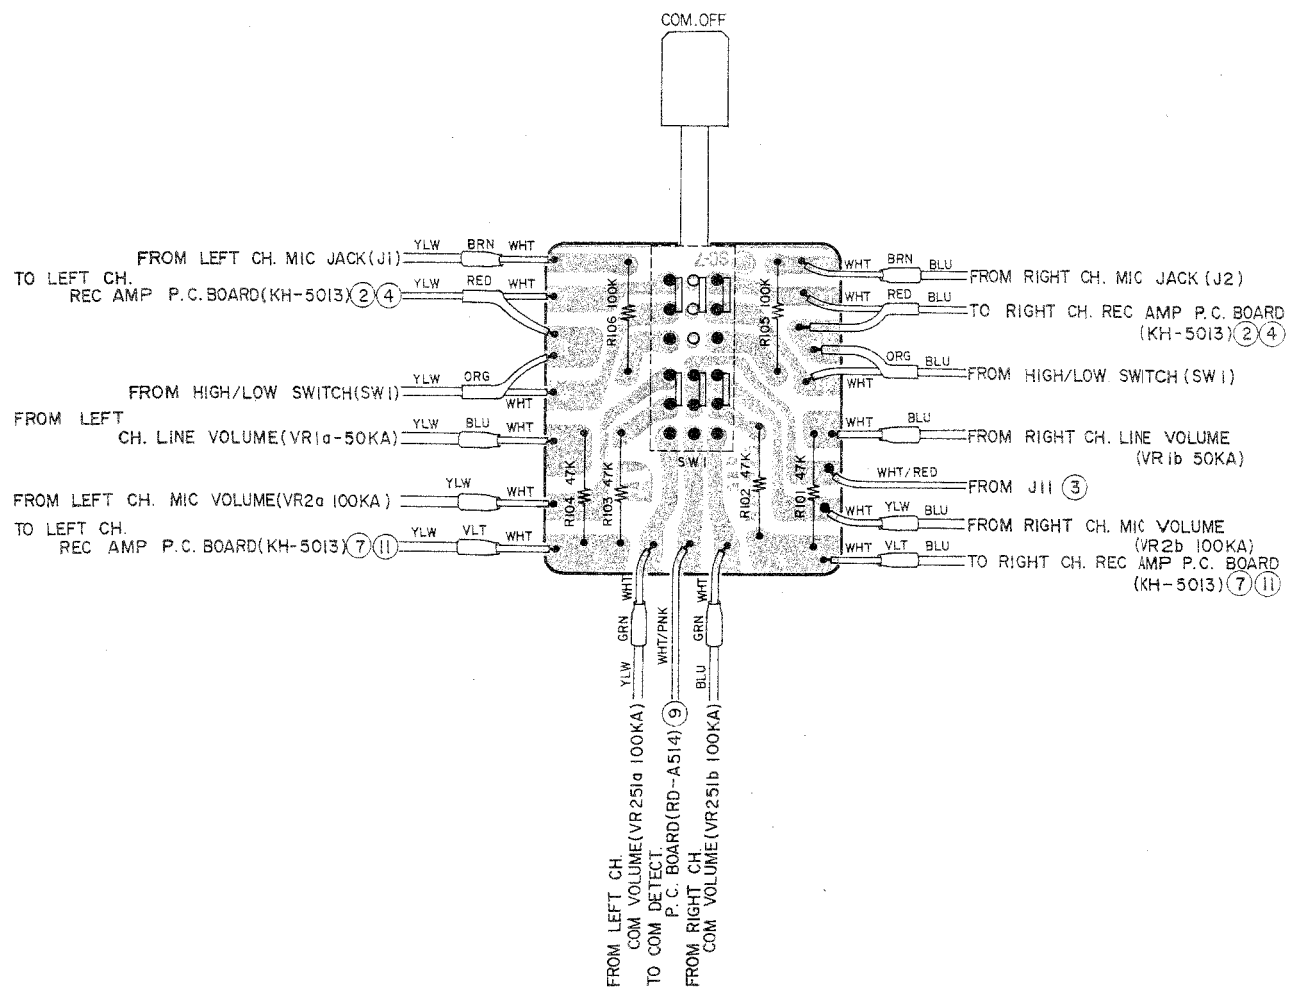 COM.OFF
YLW BRN WHT
FROM LEFT CH. MIC JACK(J1)
TO LEFT CH.
REC AMP P.C.BOARD(KH-5013)②④
YLW RED WHT
FROM HIGH/LOW SWITCH(SW1)
YLW ORG WHT
FROM LEFT
CH. LINE VOLUME(VR1a-50KA)
YLW BLU WHT
FROM LEFT CH. MIC VOLUME(VR2a 100KA)
YLW WHT
TO LEFT CH.
REC AMP P.C.BOARD(KH-5013)⑦⑪
YLW VLT WHT
R106 100K
R105 100K
SW1
R104 47K
R103 47K
R102 47K
R101 47K
WHT BRN BLU
FROM RIGHT CH. MIC JACK (J2)
WHT RED BLU
TO RIGHT CH. REC AMP P.C. BOARD
(KH-5013)②④
ORG BLU
WHT
FROM HIGH/LOW SWITCH (SW1)
WHT BLU
FROM RIGHT CH. LINE VOLUME
(VR1b 50KA)
WHT/RED
FROM J11 ③
WHT YLW BLU
FROM RIGHT CH. MIC VOLUME
(VR2b 100KA)
WHT VLT BLU
TO RIGHT CH. REC AMP P.C. BOARD
(KH-5013)⑦⑪
WHT GRN YLW
FROM LEFT CH.
COM VOLUME(VR251a 100KA)
WHT/PNK
TO COM DETECT.
P.C. BOARD(RD-A514)⑨
WHT GRN BLU
FROM RIGHT CH.
COM VOLUME(VR251b 100KA)